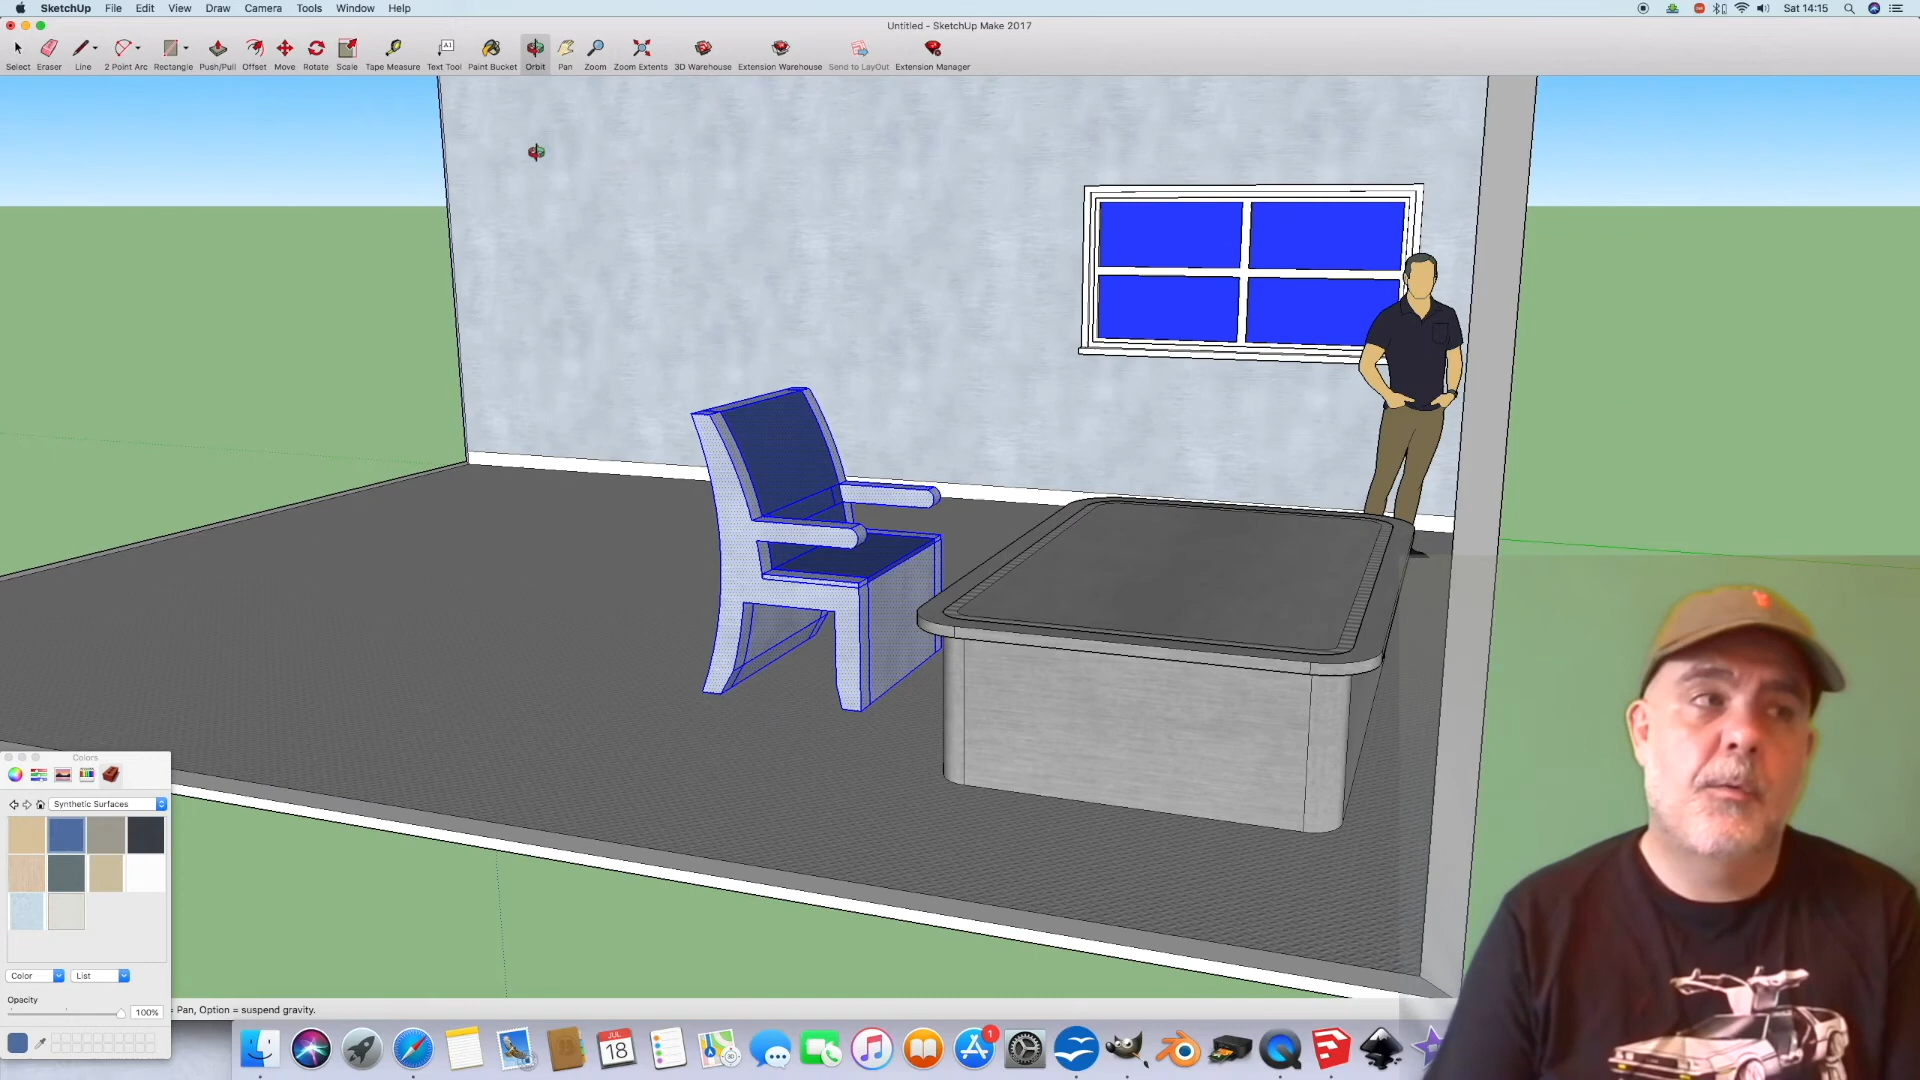 SketchUp File Edit View Draw Camera Tools Window Help Sat 14:15
Untitled - SketchUp Make 2017
Select Eraser Line 2 Point Arc Rectangle Push/Pull Offset Move Rotate Scale Tape Measure Text Tool Paint Bucket Orbit Pan Zoom Zoom Extents 3D Warehouse Extension Warehouse Send to LayOut Extension Manager
Colors
Synthetic Surfaces
Color List
Opacity
100%
= Pan, Option = suspend gravity.
JUL
18
1